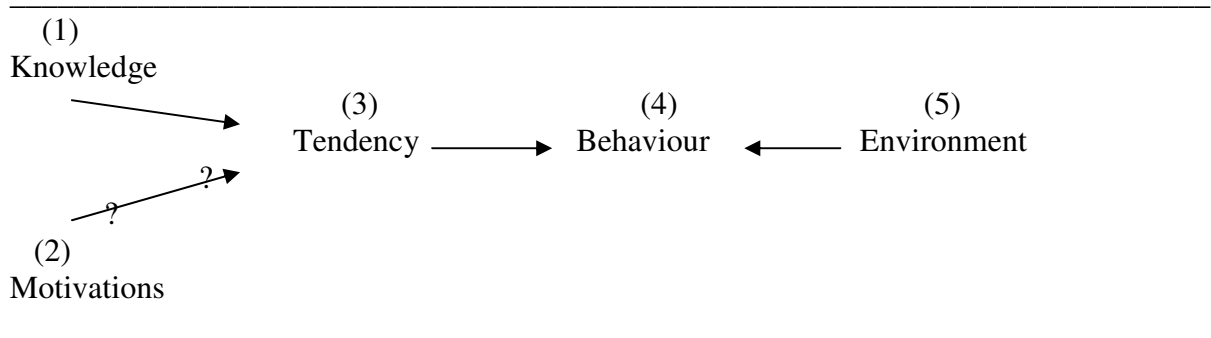 (1)
Knowledge
(3) (4) (5)
Tendency Behaviour Environment
?
?
(2)
Motivations